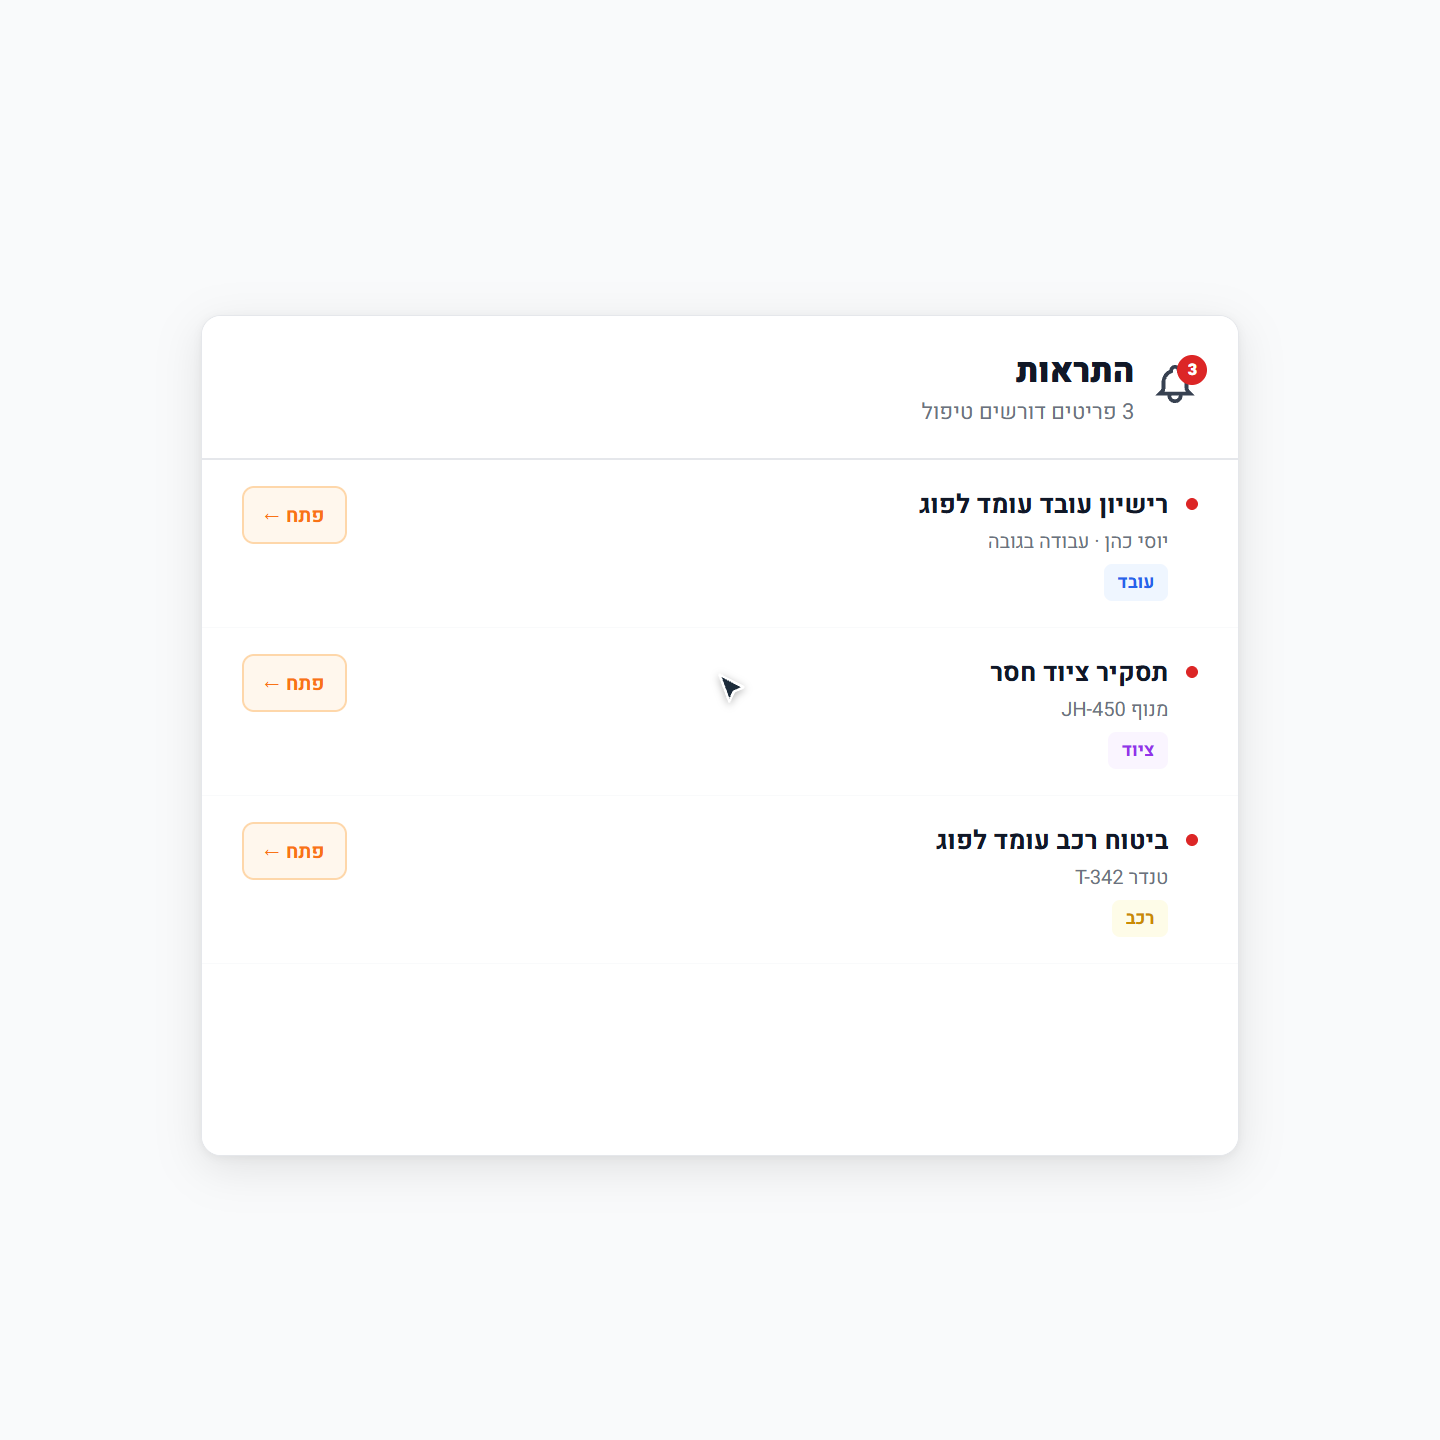 3
התראות
3 פריטים דורשים טיפול
רישיון עובד עומד לפוג
יוסי כהן · עבודה בגובה
עובד
פתח ←
תסקיר ציוד חסר
מנוף JH-450
ציוד
פתח ←
ביטוח רכב עומד לפוג
טנדר T-342
רכב
פתח ←